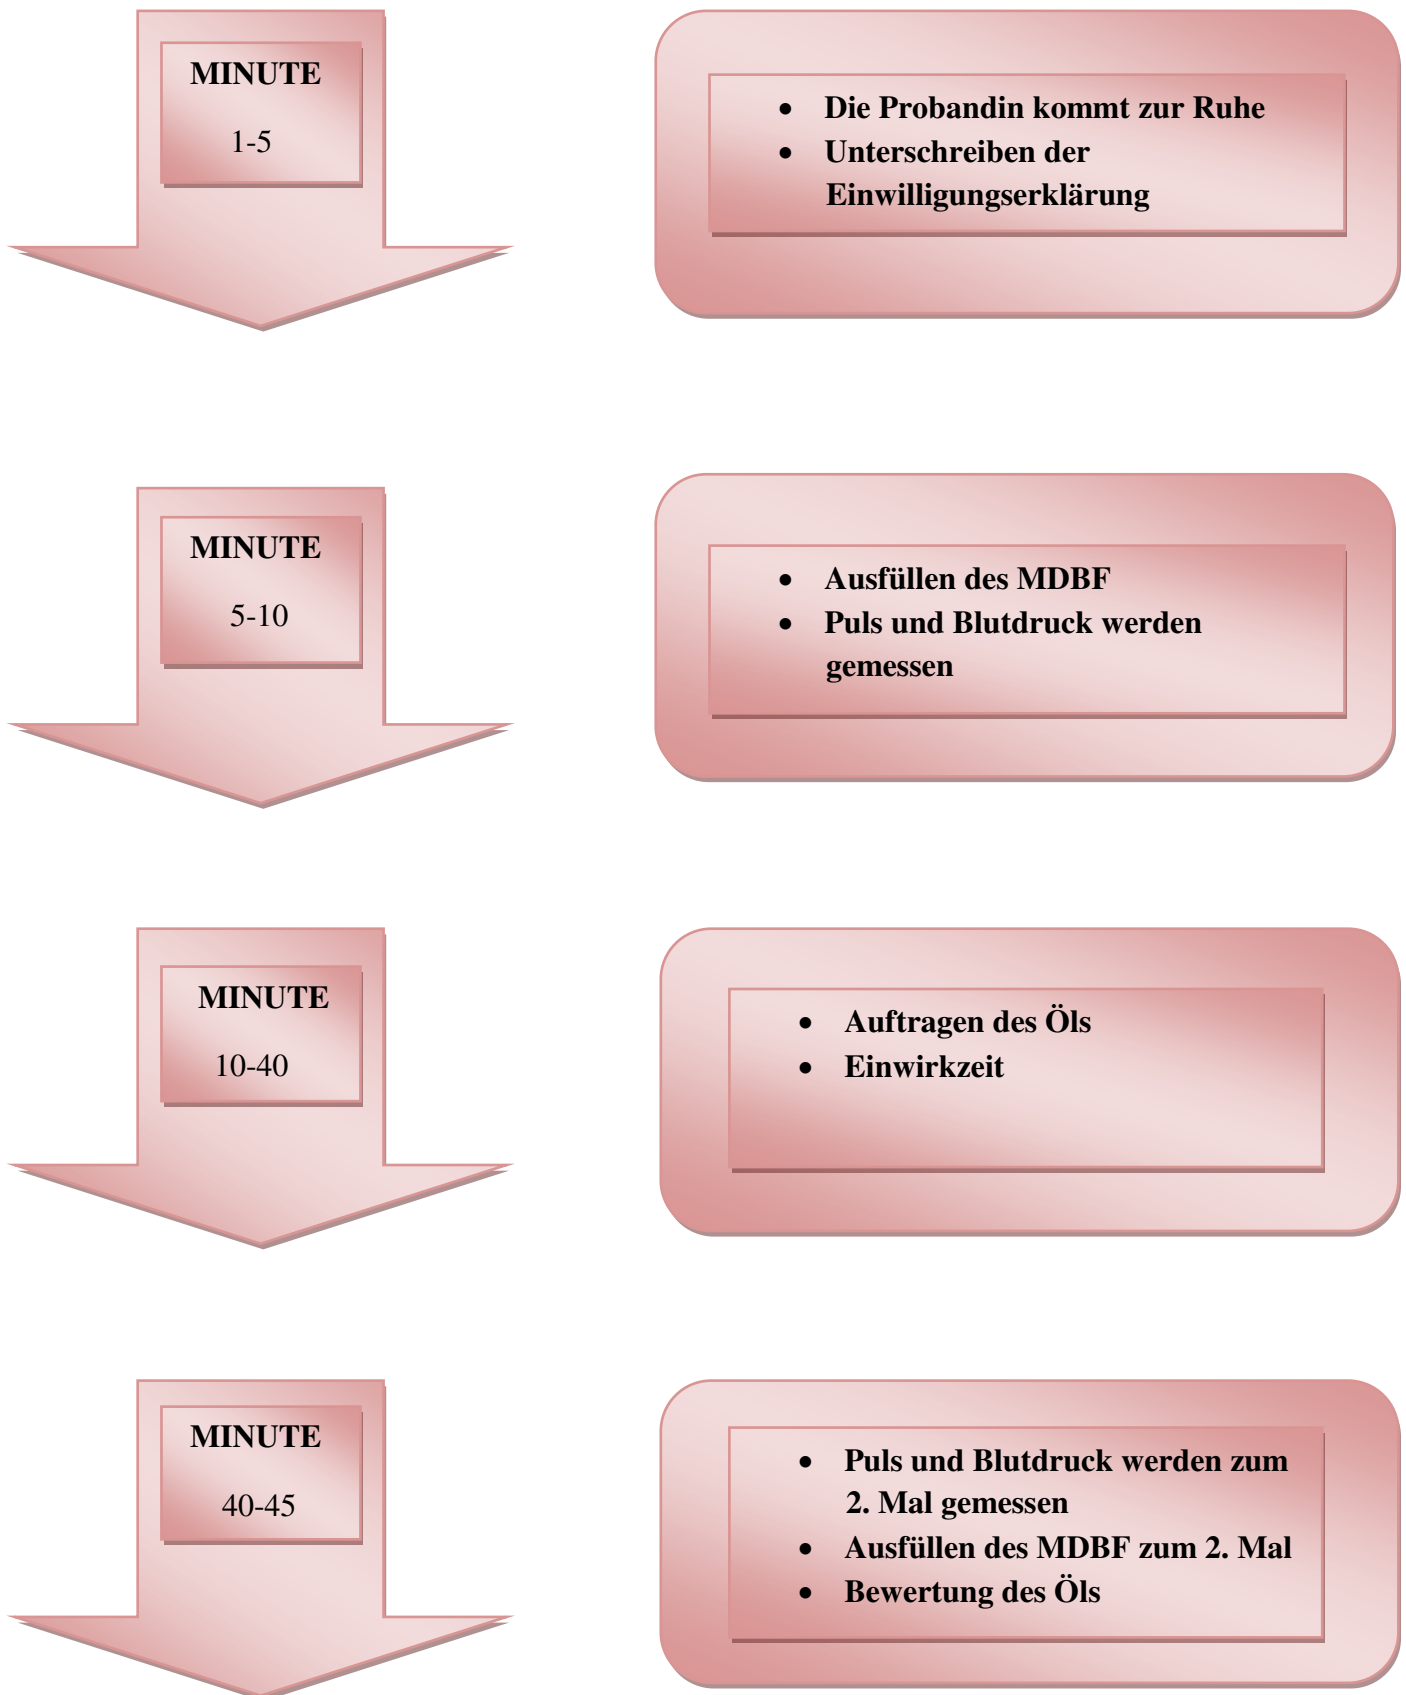 MINUTE
1-5
• Die Probandin kommt zur Ruhe
• Unterschreiben der
Einwilligungserklärung
MINUTE
5-10
• Ausfüllen des MDBF
• Puls und Blutdruck werden
gemessen
MINUTE
10-40
• Auftragen des Öls
• Einwirkzeit
MINUTE
40-45
• Puls und Blutdruck werden zum
2. Mal gemessen
• Ausfüllen des MDBF zum 2. Mal
• Bewertung des Öls